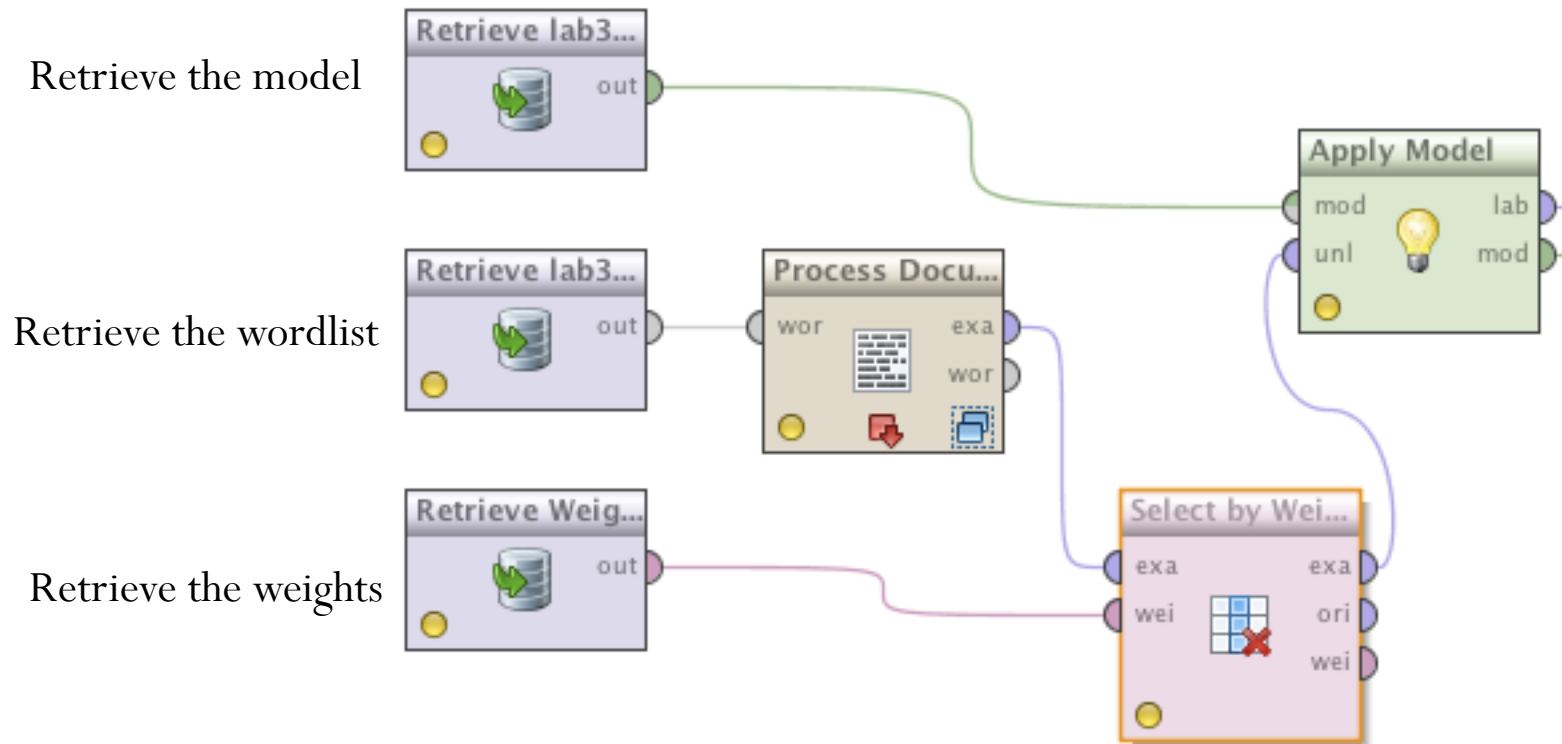 Retrieve the model
Retrieve lab3...
out
Apply Model
mod
lab
unl
mod
Retrieve the wordlist
Retrieve lab3...
out
Process Docu...
wor
exa
wor
Retrieve the weights
Retrieve Weig...
out
Select by Wei...
exa
exa
wei
ori
wei